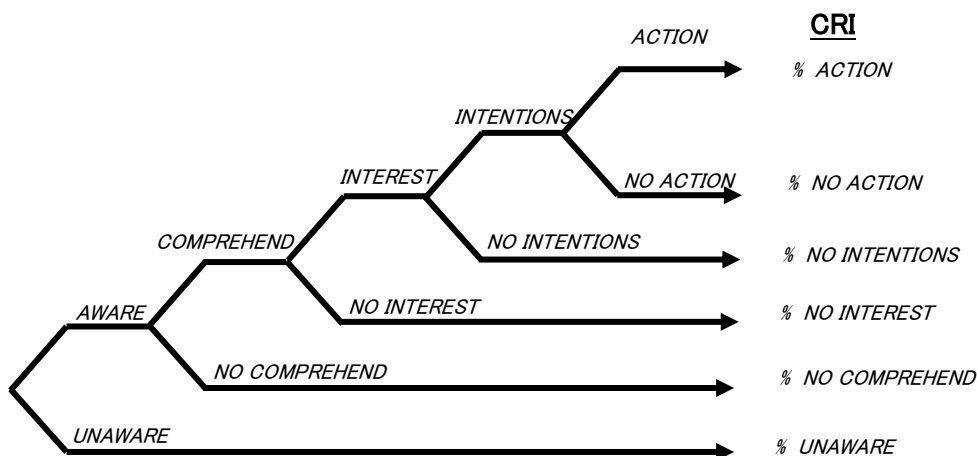 CRI
ACTION
% ACTION
INTENTIONS
INTEREST
NO ACTION
% NO ACTION
COMPREHEND
NO INTENTIONS
% NO INTENTIONS
AWARE
NO INTEREST
% NO INTEREST
NO COMPREHEND
% NO COMPREHEND
UNAWARE
% UNAWARE